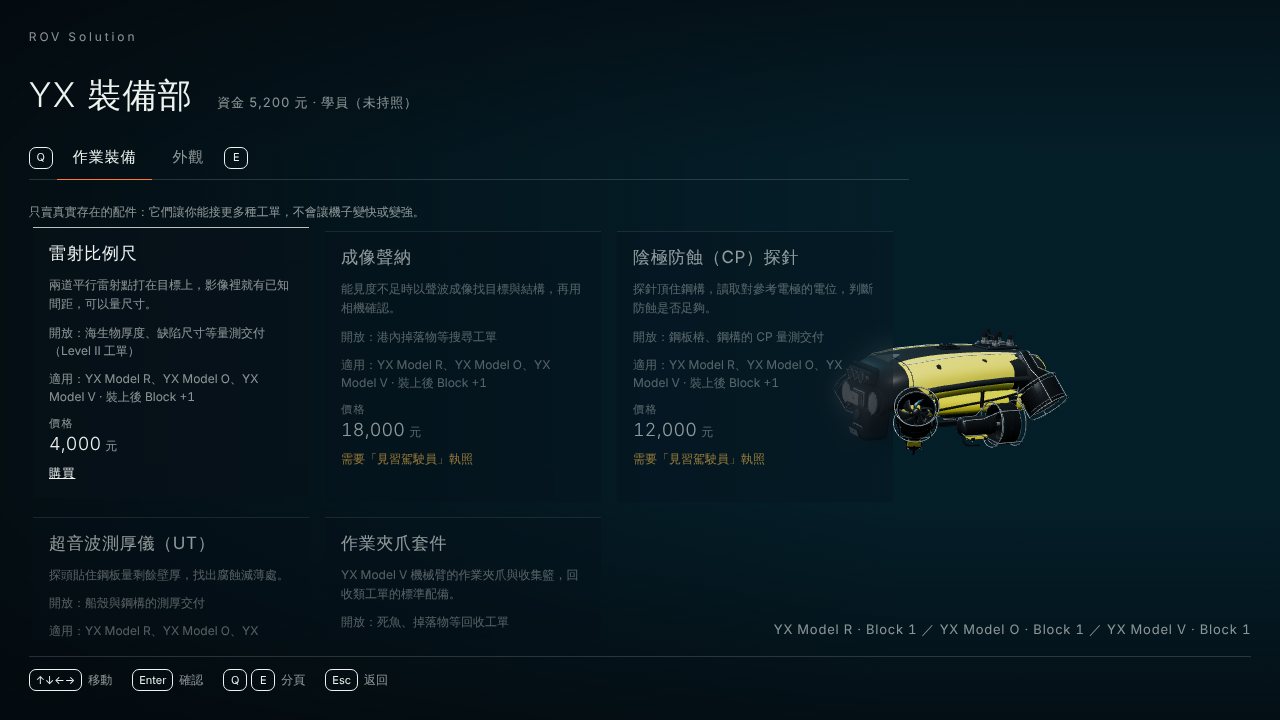 ROV Solution
YX 裝備部
資金 5,200 元 · 學員（未持照）
Q 作業裝備 外觀 E
只賣真實存在的配件：它們讓你能接更多種工單，不會讓機子變快或變強。
雷射比例尺
兩道平行雷射點打在目標上，影像裡就有已知
間距，可以量尺寸。
開放：海生物厚度、缺陷尺寸等量測交付
（Level II 工單）
適用：YX Model R、YX Model O、YX
Model V · 裝上後 Block +1
價格
4,000 元
購買
成像聲納
能見度不足時以聲波成像找目標與結構，再用
相機確認。
開放：港內掉落物等搜尋工單
適用：YX Model R、YX Model O、YX
Model V · 裝上後 Block +1
價格
18,000 元
需要「見習駕駛員」執照
陰極防蝕（CP）探針
探針頂住鋼構，讀取對參考電極的電位，判斷
防蝕是否足夠。
開放：鋼板樁、鋼構的 CP 量測交付
適用：YX Model R、YX Model O、YX
Model V · 裝上後 Block +1
價格
12,000 元
需要「見習駕駛員」執照
超音波測厚儀（UT）
探頭貼住鋼板量剩餘壁厚，找出腐蝕減薄處。
開放：船殼與鋼構的測厚交付
適用：YX Model R、YX Model O、YX
作業夾爪套件
YX Model V 機械臂的作業夾爪與收集籃，回
收類工單的標準配備。
開放：死魚、掉落物等回收工單
YX Model R · Block 1 ／ YX Model O · Block 1 ／ YX Model V · Block 1
↑↓←→ 移動 Enter 確認 Q E 分頁 Esc 返回